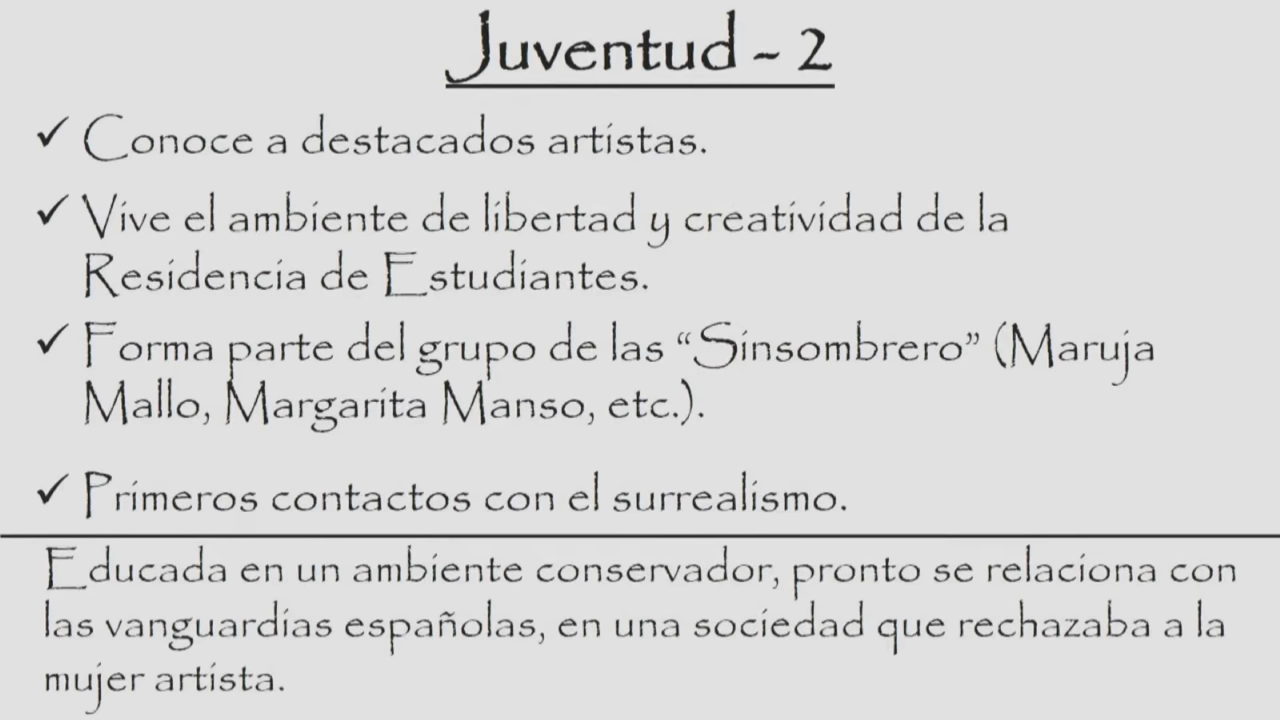 Juventud - 2
✓ Conoce a destacados artistas.
✓ Vive el ambiente de libertad y creatividad de la
Residencia de Estudiantes.
✓ Forma parte del grupo de las “Sinsombrero” (Maruja
Mallo, Margarita Manso, etc.).
✓ Primeros contactos con el surrealismo.
Educada en un ambiente conservador, pronto se relaciona con
las vanguardias españolas, en una sociedad que rechazaba a la
mujer artista.